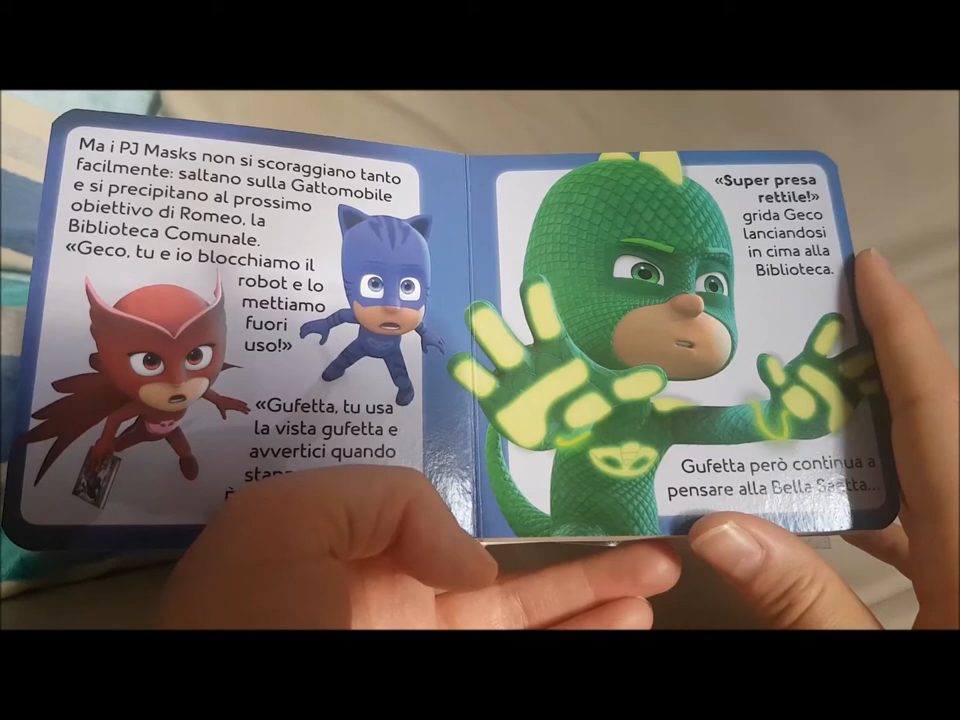 Ma i PJ Masks non si scoraggiano tanto
facilmente: saltano sulla Gattomobile
e si precipitano al prossimo
obiettivo di Romeo, la
Biblioteca Comunale.
«Geco, tu e io blocchiamo il
robot e lo
mettiamo
fuori
uso!»
«Gufetta, tu usa
la vista gufetta e
avvertici quando
«Super presa
rettile!»
grida Geco
lanciandosi
in cima alla
Biblioteca.
Gufetta però continua a
pensare alla Bella Saetta...